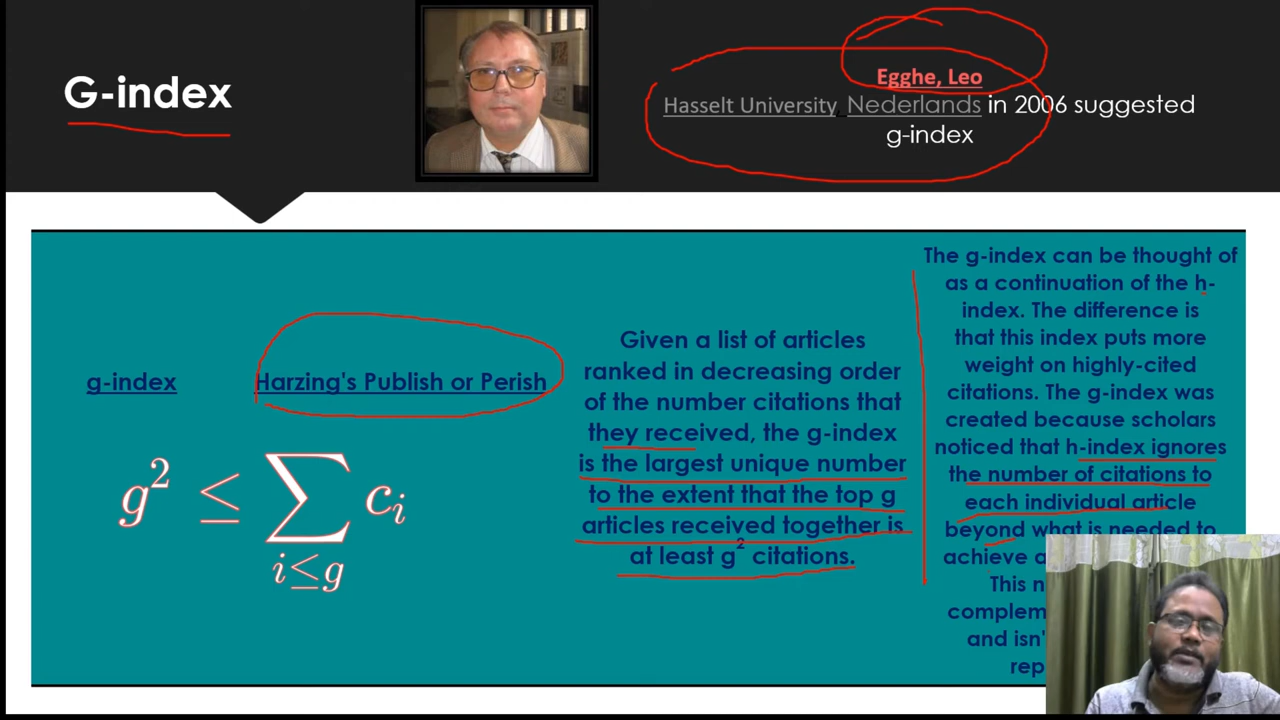 G-index
Egghe, Leo
Hasselt University Nederlands in 2006 suggested
g-index
g-index
Harzing's Publish or Perish
g² ≤ ∑ cᵢ
i≤g
Given a list of articles
ranked in decreasing order
of the number citations that
they received, the g-index
is the largest unique number
to the extent that the top g
articles received together is
at least g² citations.
The g-index can be thought of
as a continuation of the h-
index. The difference is
that this index puts more
weight on highly-cited
citations. The g-index was
created because scholars
noticed that h-index ignores
the number of citations to
each individual article
beyond what is needed to
achieve
This
and